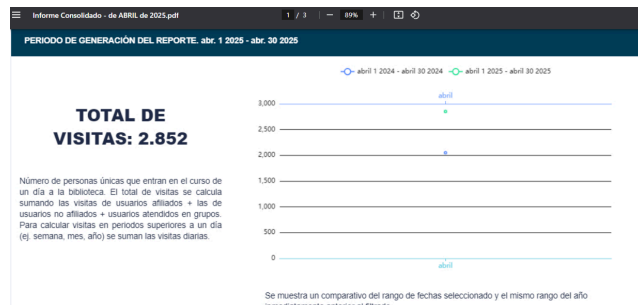 Informe Consolidado - de ABRIL de 2025.pdf
1 / 3
89%
PERIODO DE GENERACIÓN DEL REPORTE. abr. 1 2025 - abr. 30 2025
abril 1 2024 - abril 30 2024 abril 1 2025 - abril 30 2025
TOTAL DE
VISITAS: 2.852
Número de personas únicas que entran en el curso de
un día a la biblioteca. El total de visitas se calcula
sumando las visitas de usuarios afiliados + las de
usuarios no afiliados + usuarios atendidos en grupos.
Para calcular visitas en periodos superiores a un día
(ej. semana, mes, año) se suman las visitas diarias.
abril
3,000
2,500
2,000
1,500
1,000
500
0
abril
Se muestra un comparativo del rango de fechas seleccionado y el mismo rango del año